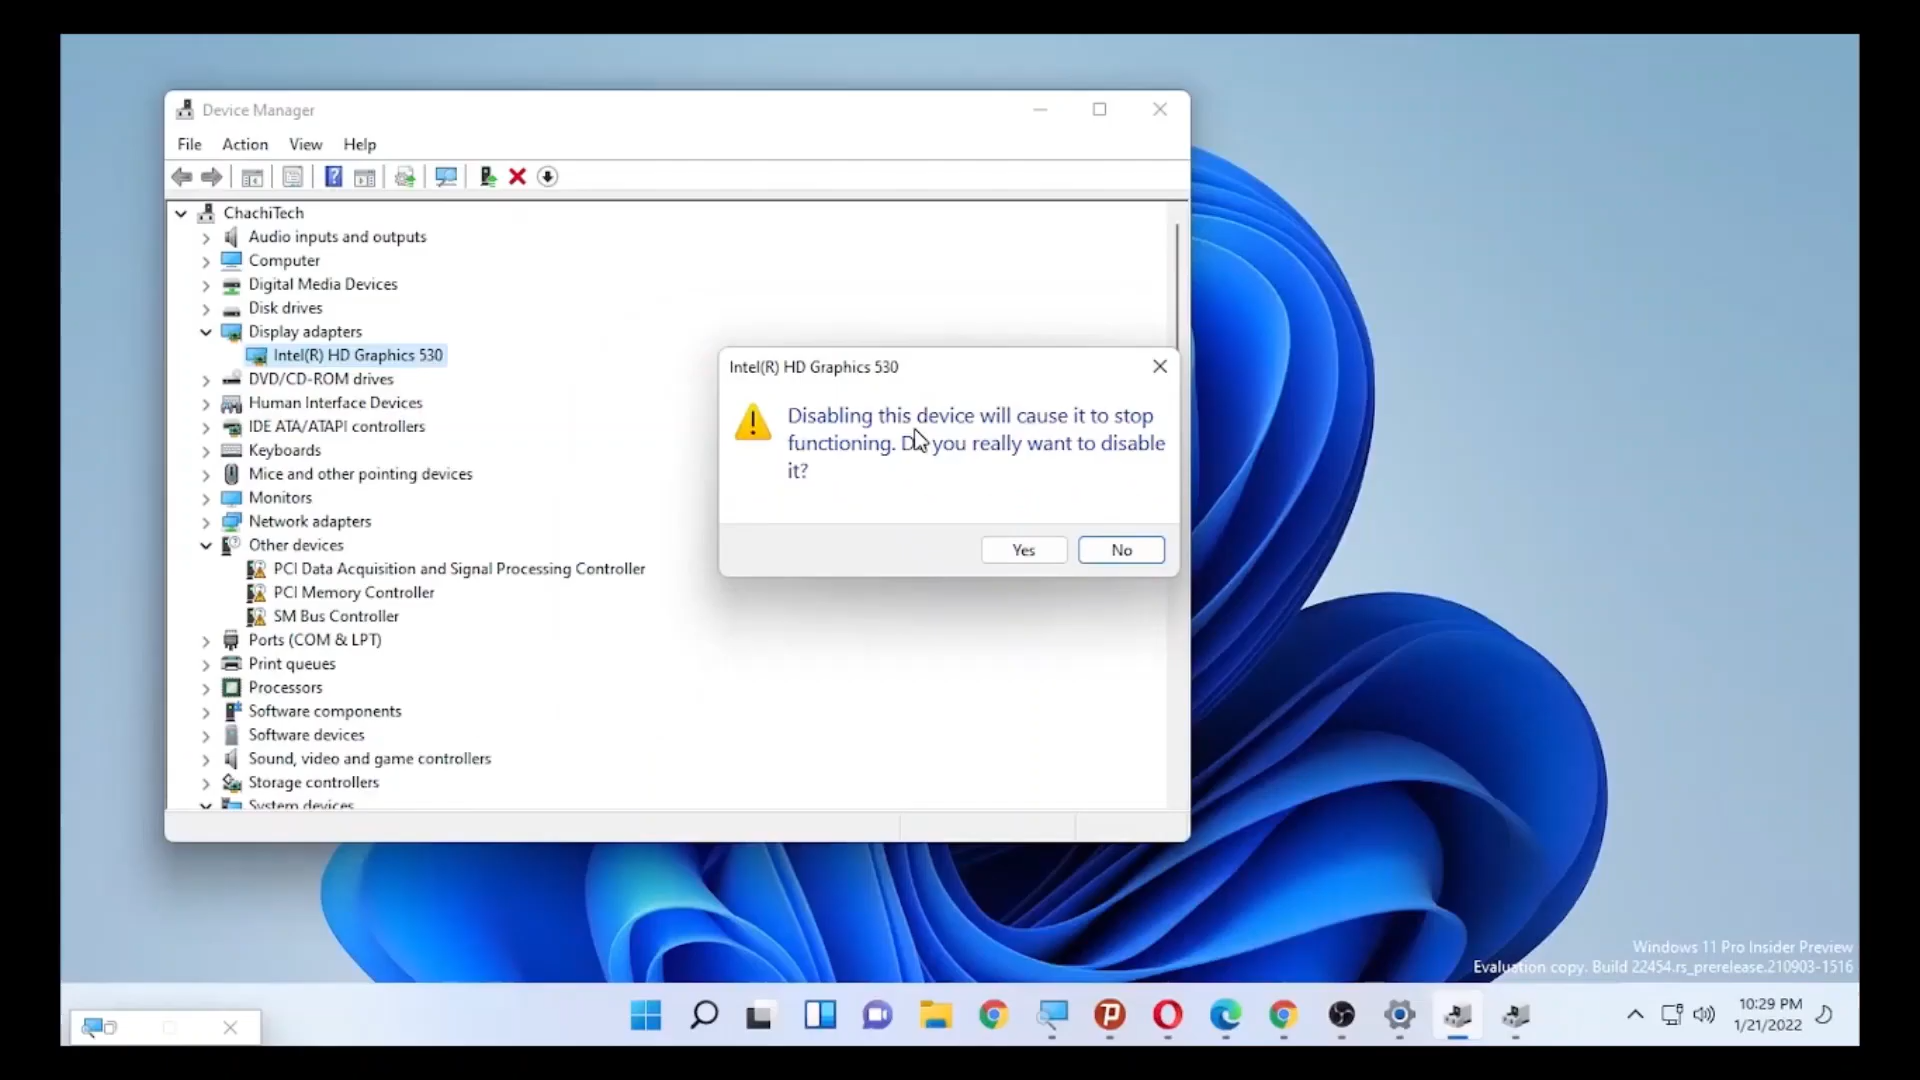 Device Manager
File Action View Help
ChachiTech
Audio inputs and outputs
Computer
Digital Media Devices
Disk drives
Display adapters
Intel(R) HD Graphics 530
DVD/CD-ROM drives
Human Interface Devices
IDE ATA/ATAPI controllers
Keyboards
Mice and other pointing devices
Monitors
Network adapters
Other devices
PCI Data Acquisition and Signal Processing Controller
PCI Memory Controller
SM Bus Controller
Ports (COM & LPT)
Print queues
Processors
Software components
Software devices
Sound, video and game controllers
Storage controllers
System devices
Intel(R) HD Graphics 530
Disabling this device will cause it to stop
functioning. Do you really want to disable
it?
Yes No
Windows 11 Pro Insider Preview
Evaluation copy. Build 22454.rs_prerelease.210903-1516
10:29 PM
1/21/2022